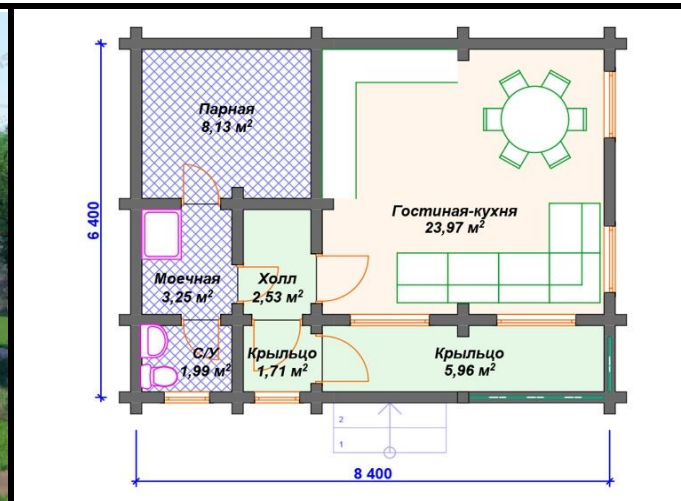 Парная
8,13 м²
6 400
Гостиная-кухня
23,97 м²
Моечная
3,25 м²
Холл
2,53 м²
С/У
1,99 м²
Крыльцо
1,71 м²
Крыльцо
5,96 м²
2
1
8 400